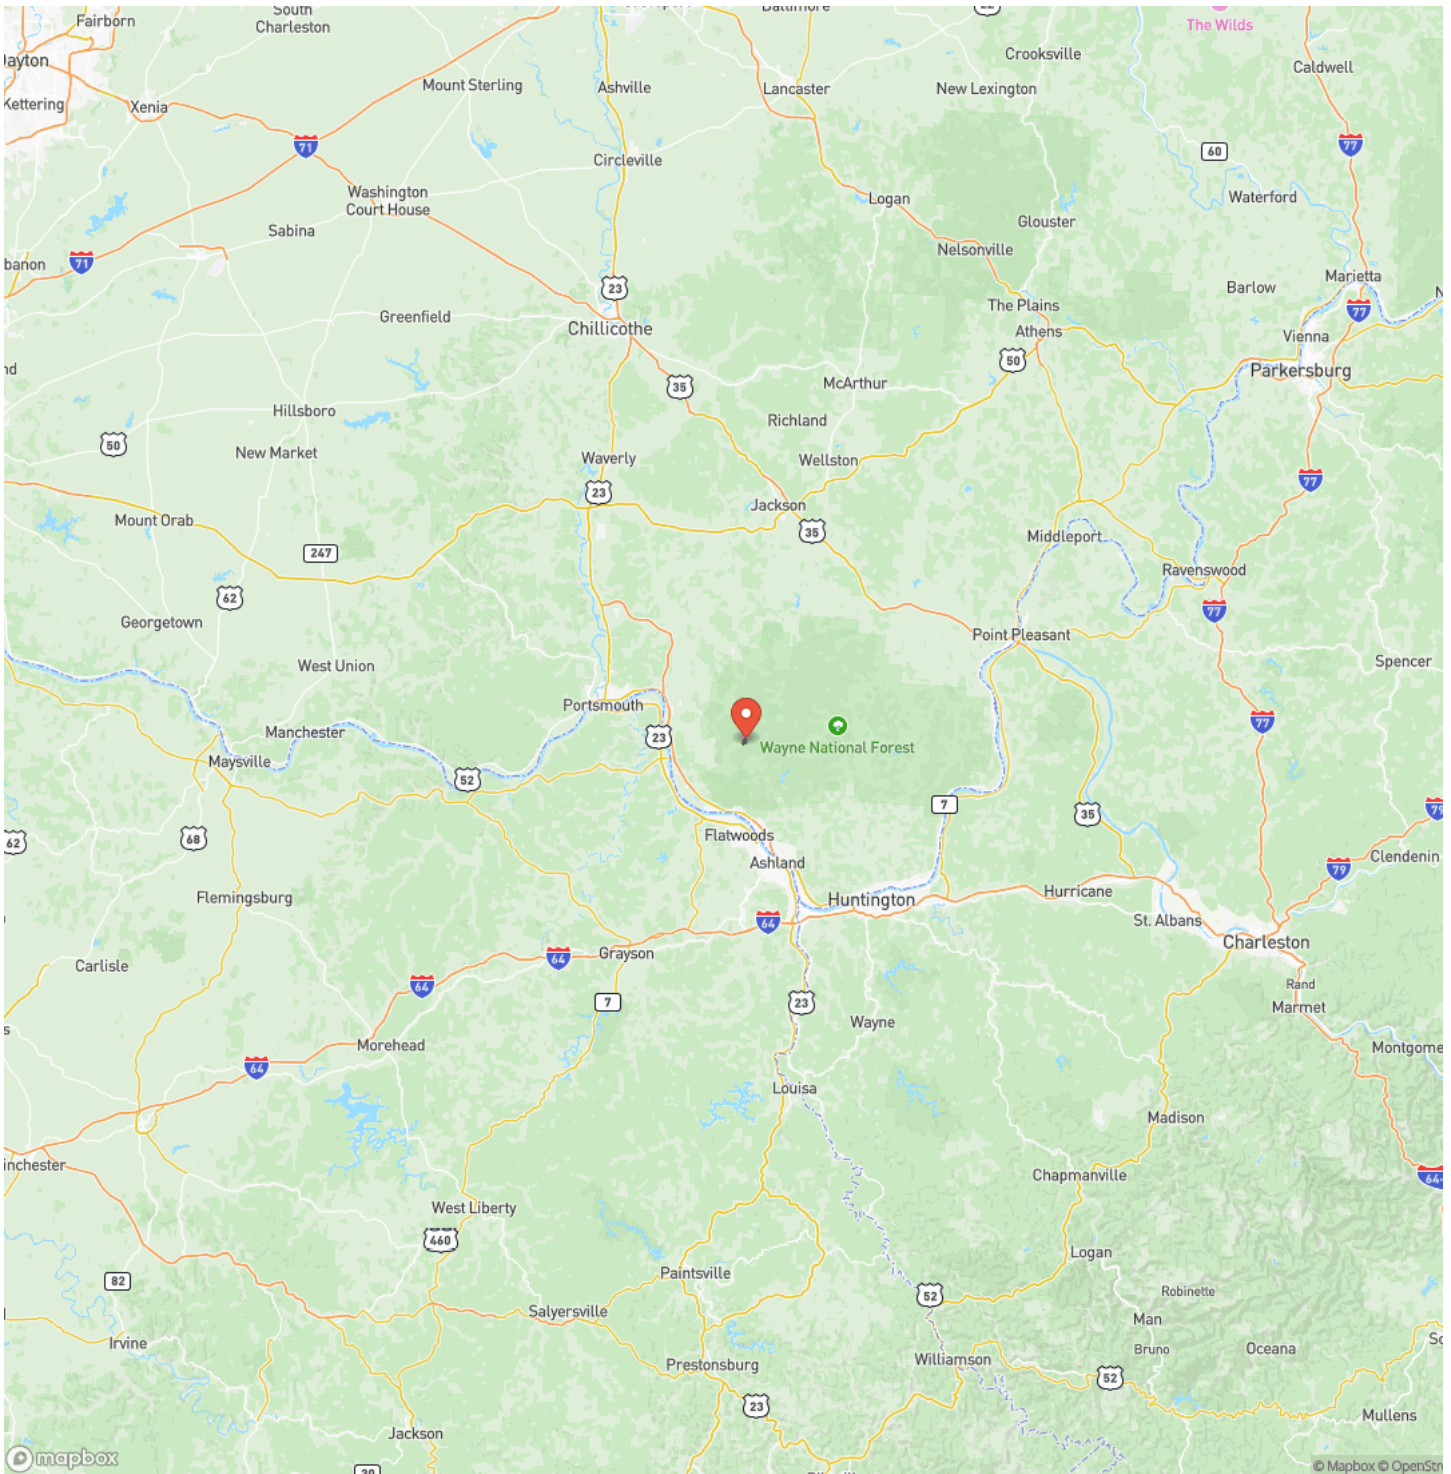 South
Charleston
Fairborn
Baltimore
22
The Wilds
Crooksville
Dayton
Caldwell
Mount Sterling
Ashville
Lancaster
New Lexington
Kettering
Xenia
71
77
60
Circleville
Washington
Court House
Logan
Waterford
Glouster
Sabina
Nelsonville
71
banon
Marietta
23
Barlow
The Plains
77
Greenfield
Chillicothe
Athens
Vienna
50
Parkersburg
35
McArthur
Hillsboro
Richland
50
New Market
Waverly
Wellston
77
23
Jackson
Mount Orab
35
Middleport
247
Ravenswood
62
77
Georgetown
Point Pleasant
West Union
Spencer
Portsmouth
77
Manchester
23
Wayne National Forest
Maysville
52
7
79
35
68
62
Flatwoods
Clendenin
Ashland
79
Flemingsburg
Hurricane
Huntington
St. Albans
64
Charleston
Grayson
64
Carlisle
64
Rand
7
23
Marmet
Wayne
Morehead
Montgome
64
Louisa
Madison
inchester
Chapmanville
64-
West Liberty
460
Logan
Paintsville
82
Robinette
52
Salyersville
Man
Irvine
Bruno
Oceana
Williamson
Prestonsburg
52
23
Mullens
Jackson
mapbox
© Mapbox © OpenStre